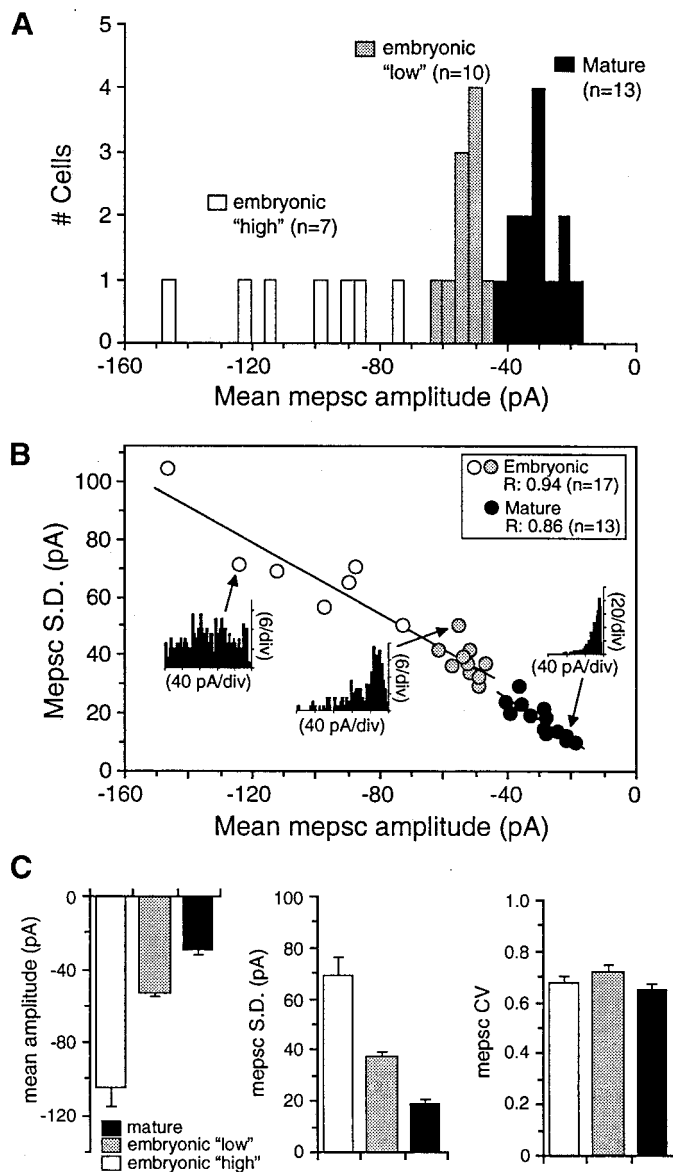 A
5
4
3
2
1
0
# Cells
embryonic
"low" (n=10)
Mature
(n=13)
embryonic
"high" (n=7)
-160
-120
-80
-40
0
Mean mepsc amplitude (pA)
B
100
80
60
40
20
0
Mepsc S.D. (pA)
Embryonic
R: 0.94 (n=17)
Mature
R: 0.86 (n=13)
(6/div)
(40 pA/div)
(6/div)
(40 pA/div)
(20/div)
(40 pA/div)
-160
-120
-80
-40
0
Mean mepsc amplitude (pA)
C
0
-40
-80
-120
mean amplitude (pA)
mature
embryonic "low"
embryonic "high"
100
80
60
40
20
0
mepsc S.D. (pA)
1.0
0.8
0.6
0.4
0.2
0
mepsc CV